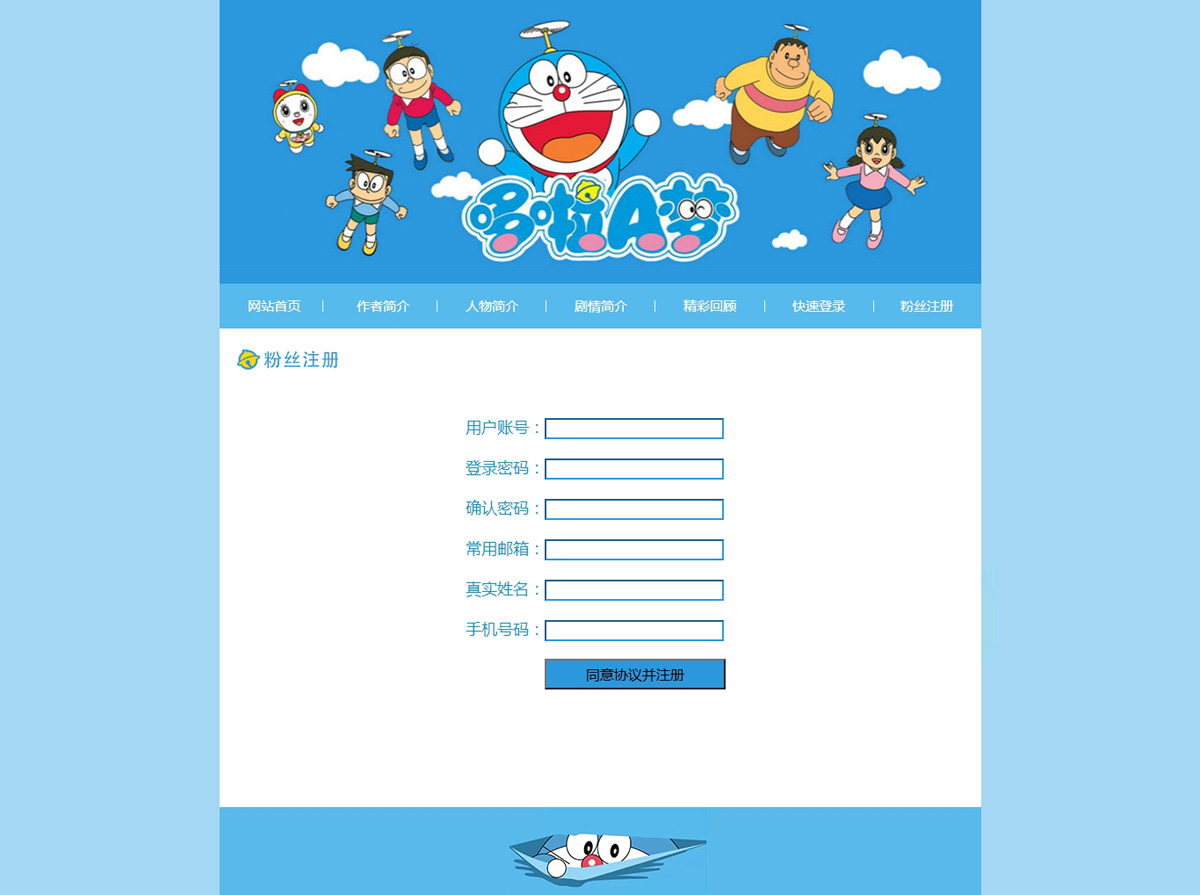 哆啦A梦
网站首页 | 作者简介 | 人物简介 | 剧情简介 | 精彩回顾 | 快速登录 | 粉丝注册
粉丝注册
用户账号：
登录密码：
确认密码：
常用邮箱：
真实姓名：
手机号码：
同意协议并注册